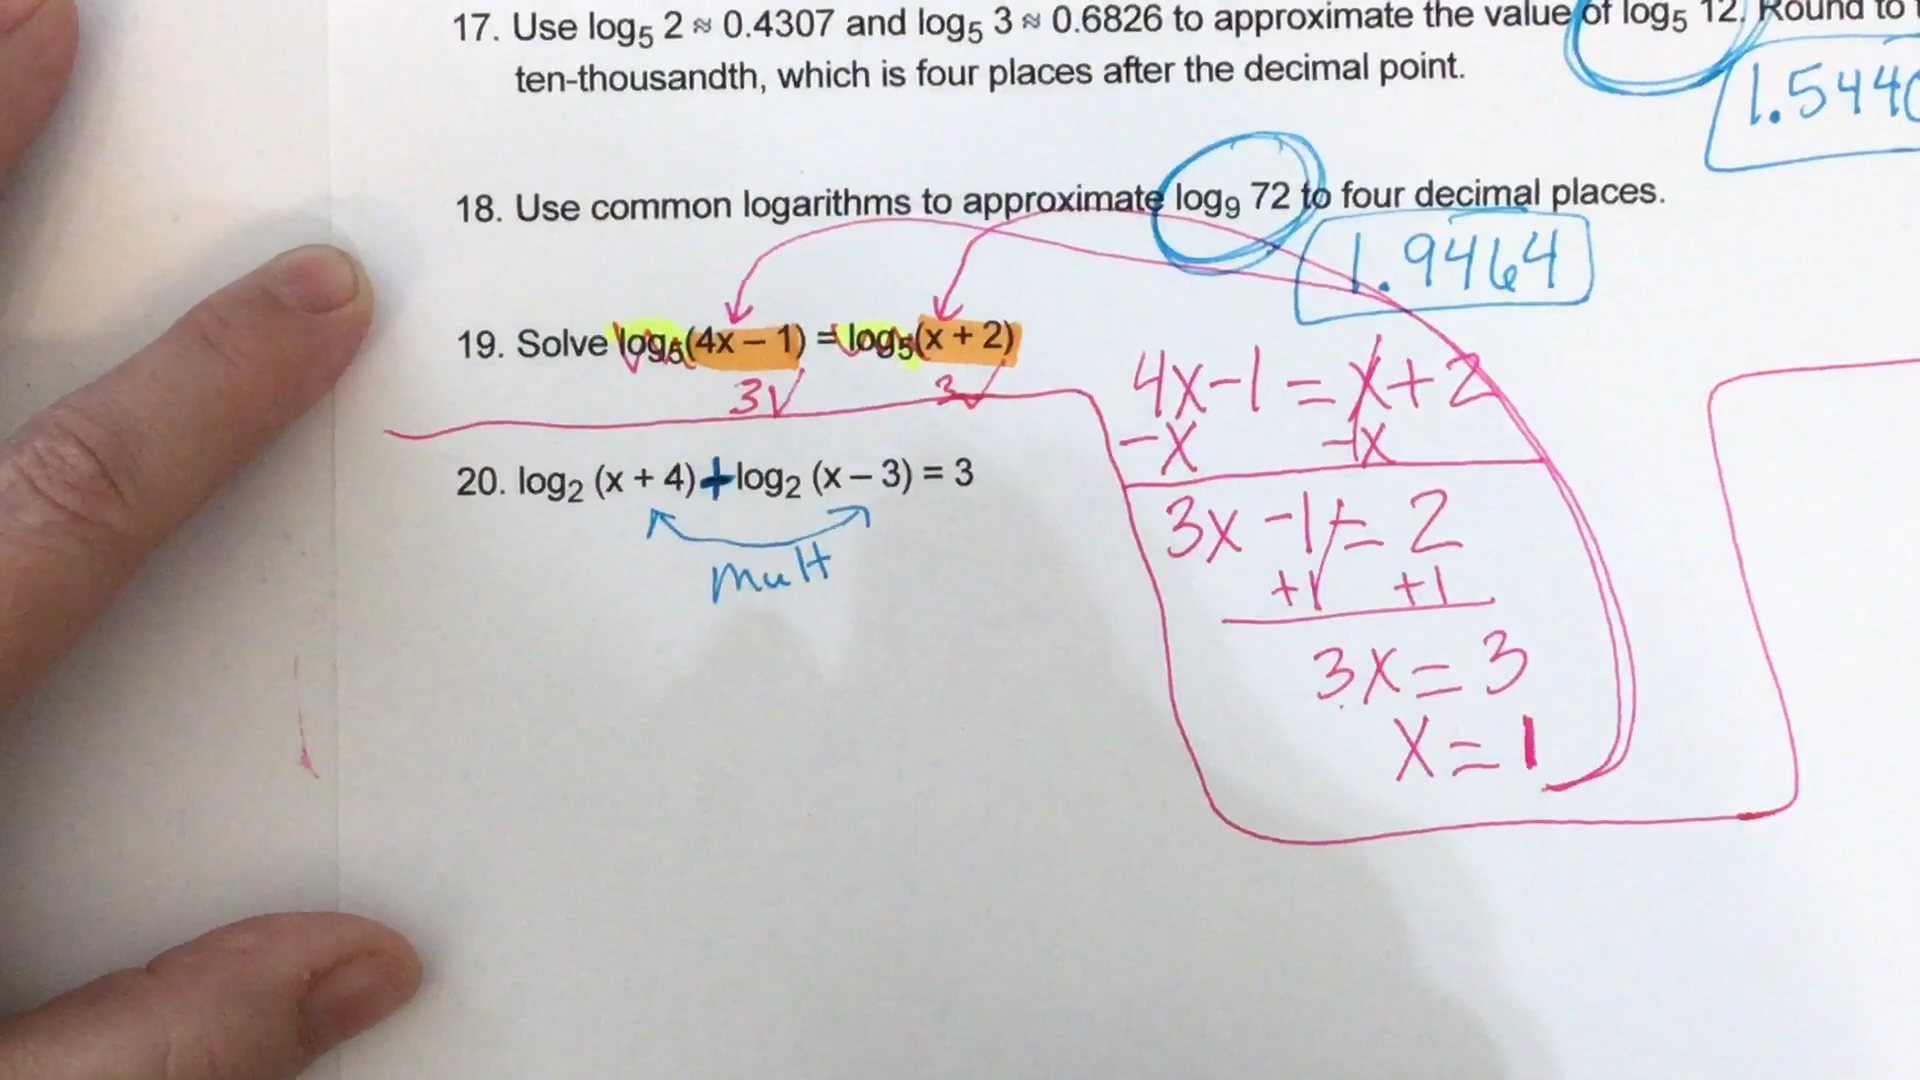 17. Use log₅ 2 ≈ 0.4307 and log₅ 3 ≈ 0.6826 to approximate the value of log₅ 12. Round to
ten-thousandth, which is four places after the decimal point.
1.544
18. Use common logarithms to approximate log₉ 72 to four decimal places.
1.9464
19. Solve log₅(4x – 1) = log₅(x + 2)
3 3
4x-1 = x+2
-x -1x
3x -1 = 2
+1 +1
3x = 3
x = 1
20. log₂ (x + 4) + log₂ (x – 3) = 3
mult